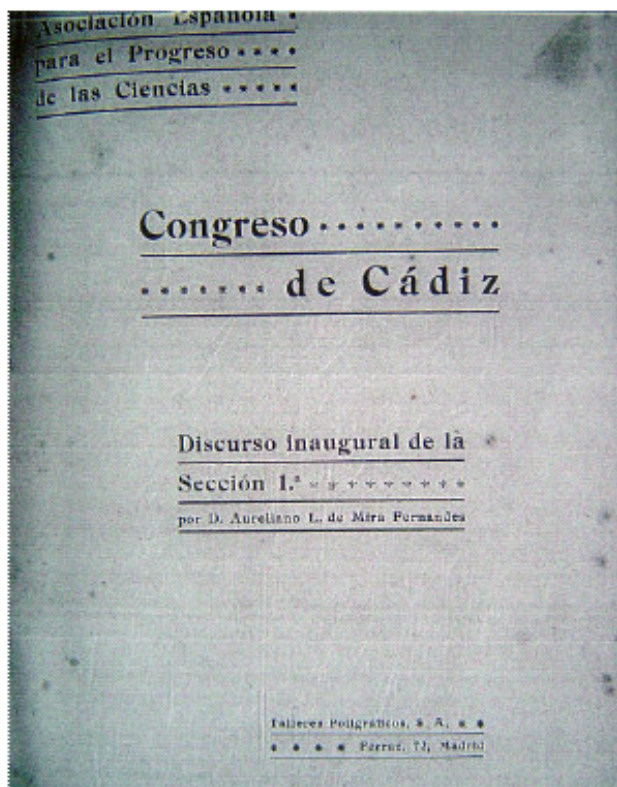 Asociación Española •
para el Progreso • • • •
de las Ciencias • • • • •
Congreso • • • • • • • • • •
• • • • • • • de Cádiz
Discurso inaugural de la
Sección 1.ª * * * * * * * * *
por D. Aureliano L. de Mira Fernandes
Talleres Poligráficos, S. A. * *
* * * * Ferraz, 72, Madrid